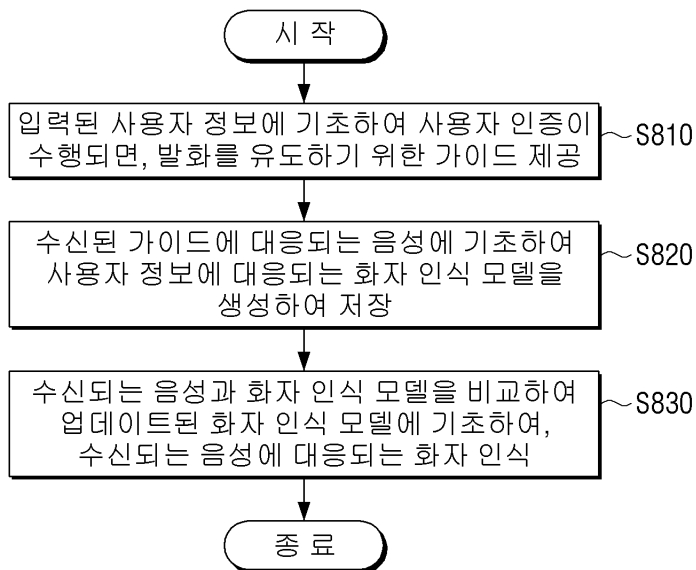 시 작
입력된 사용자 정보에 기초하여 사용자 인증이
수행되면, 발화를 유도하기 위한 가이드 제공
S810
수신된 가이드에 대응되는 음성에 기초하여
사용자 정보에 대응되는 화자 인식 모델을
생성하여 저장
S820
수신되는 음성과 화자 인식 모델을 비교하여
업데이트된 화자 인식 모델에 기초하여,
수신되는 음성에 대응되는 화자 인식
S830
종 료